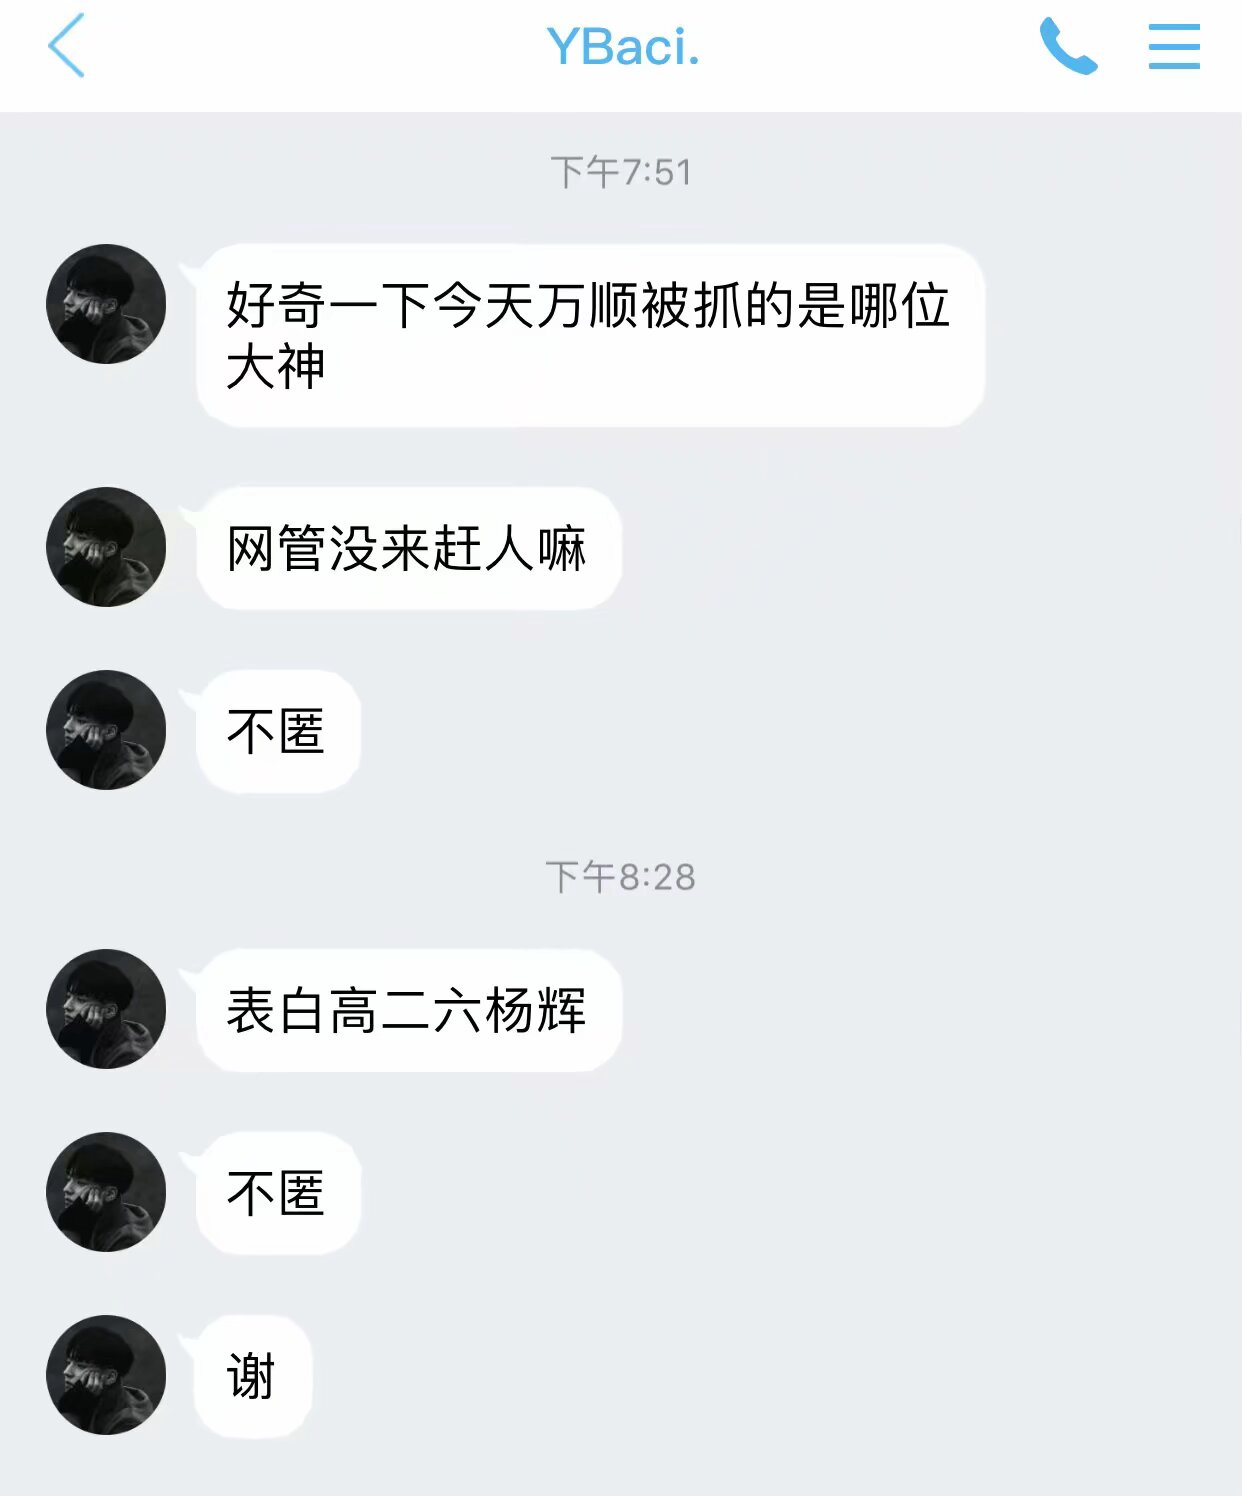 YBaci.
下午7:51
好奇一下今天万顺被抓的是哪位
大神
网管没来赶人嘛
不匿
下午8:28
表白高二六杨辉
不匿
谢